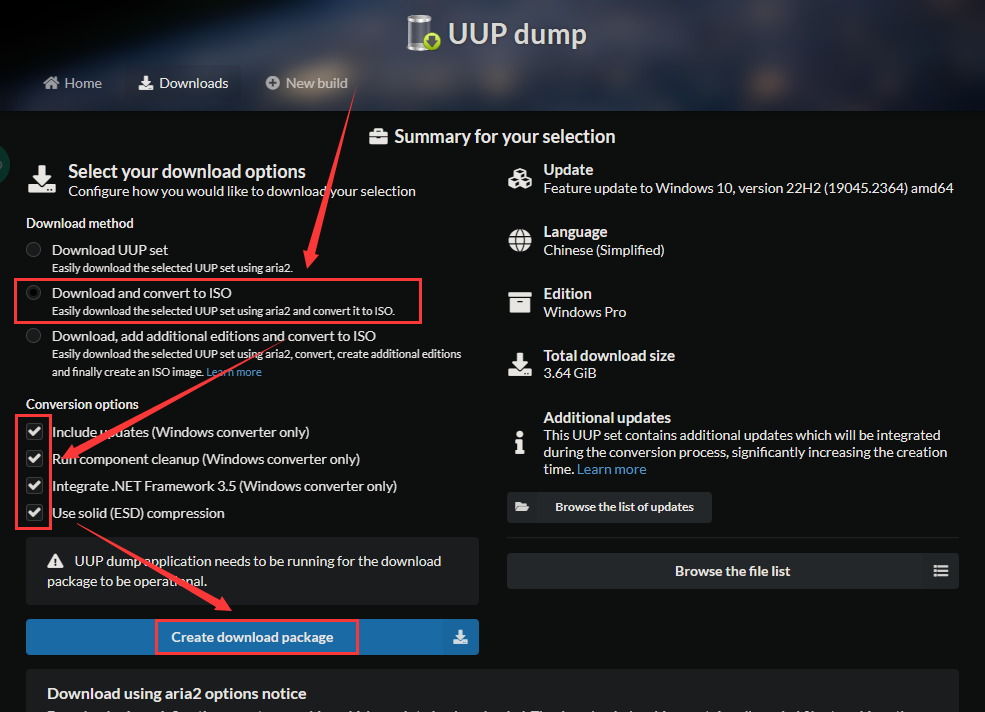 UUP dump
Home
Downloads
New build
Summary for your selection
Select your download options
Configure how you would like to download your selection
Download method
Download UUP set
Easily download the selected UUP set using aria2.
Download and convert to ISO
Easily download the selected UUP set using aria2 and convert it to ISO.
Download, add additional editions and convert to ISO
Easily download the selected UUP set using aria2, convert, create additional editions
and finally create an ISO image. Learn more
Conversion options
Include updates (Windows converter only)
Run component cleanup (Windows converter only)
Integrate .NET Framework 3.5 (Windows converter only)
Use solid (ESD) compression
UUP dump application needs to be running for the download
package to be operational.
Create download package
Update
Feature update to Windows 10, version 22H2 (19045.2364) amd64
Language
Chinese (Simplified)
Edition
Windows Pro
Total download size
3.64 GiB
Additional updates
This UUP set contains additional updates which will be integrated
during the conversion process, significantly increasing the creation
time. Learn more
Browse the list of updates
Browse the file list
Download using aria2 options notice